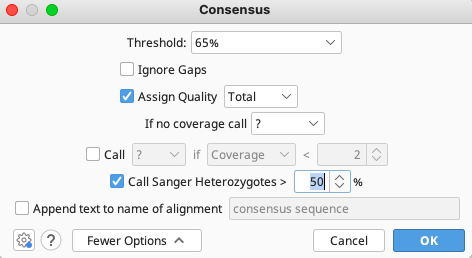 Consensus
Threshold: 65%
Ignore Gaps
Assign Quality Total
If no coverage call ?
Call ? if Coverage < 2
Call Sanger Heterozygotes > 50 %
Append text to name of alignment consensus sequence
? Fewer Options Cancel OK